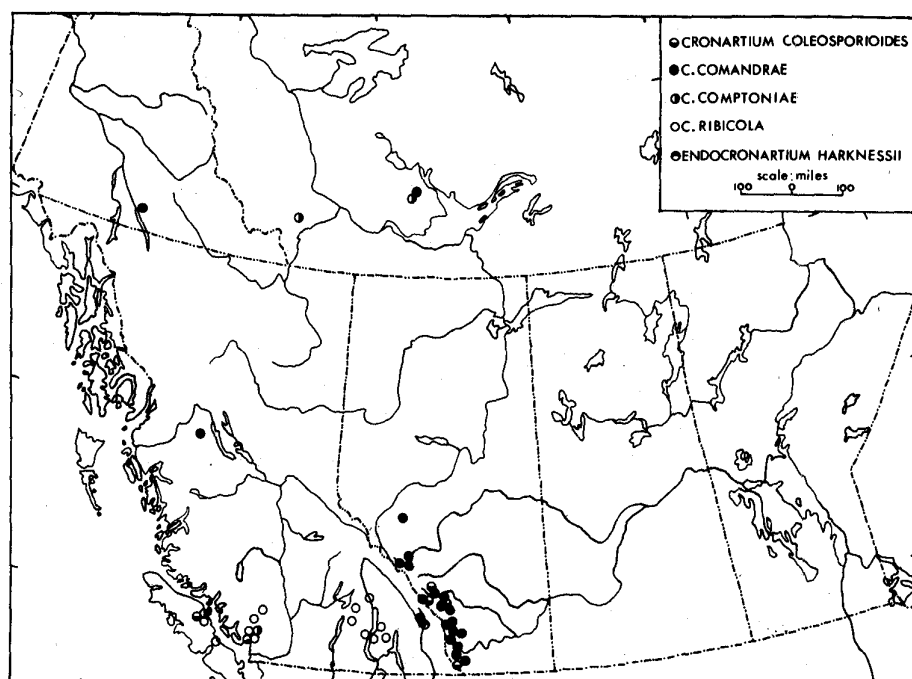 CRONARTIUM COLEOSPORIOIDES
C. COMANDRAE
C. COMPTONIAE
C. RIBICOLA
ENDOCRONARTIUM HARKNESSII
scale: miles
100 0 100